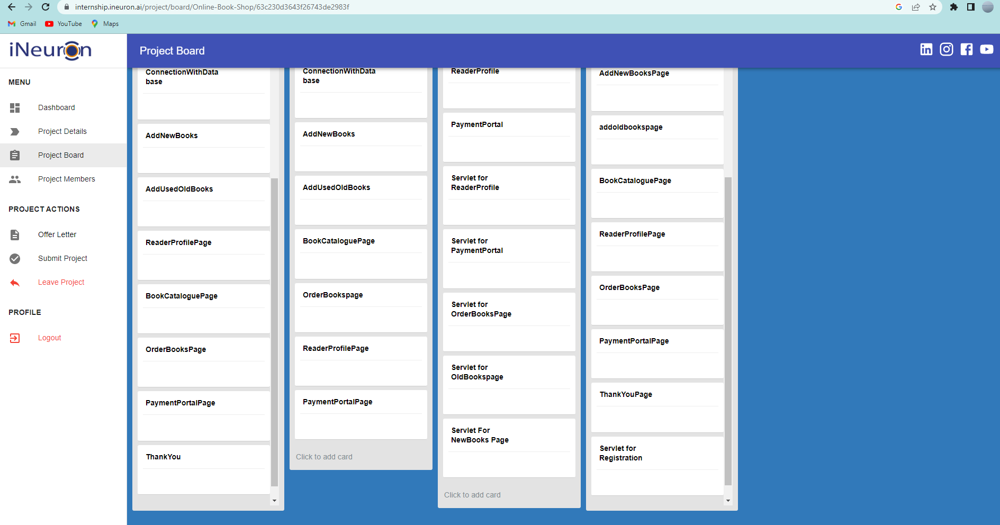 internship.ineuron.ai/project/board/Online-Book-Shop/63c230d3643f26743de2983f
Gmail
YouTube
Maps
iNeuron
Project Board
MENU
Dashboard
Project Details
Project Board
Project Members
PROJECT ACTIONS
Offer Letter
Submit Project
Leave Project
PROFILE
Logout
ConnectionWithData
base
AddNewBooks
AddUsedOldBooks
ReaderProfilePage
BookCataloguePage
OrderBooksPage
PaymentPortalPage
ThankYou
ConnectionWithData
base
AddNewBooks
AddUsedOldBooks
BookCataloguePage
OrderBookspage
ReaderProfilePage
PaymentPortalPage
Click to add card
ReaderProfile
PaymentPortal
Servlet for
ReaderProfile
Servlet for
PaymentPortal
Servlet for
OrderBooksPage
Servlet for
OldBookspage
Servlet For
NewBooks Page
Click to add card
AddNewBooksPage
addoldbookspage
BookCataloguePage
ReaderProfilePage
OrderBooksPage
PaymentPortalPage
ThankYouPage
Servlet for
Registration